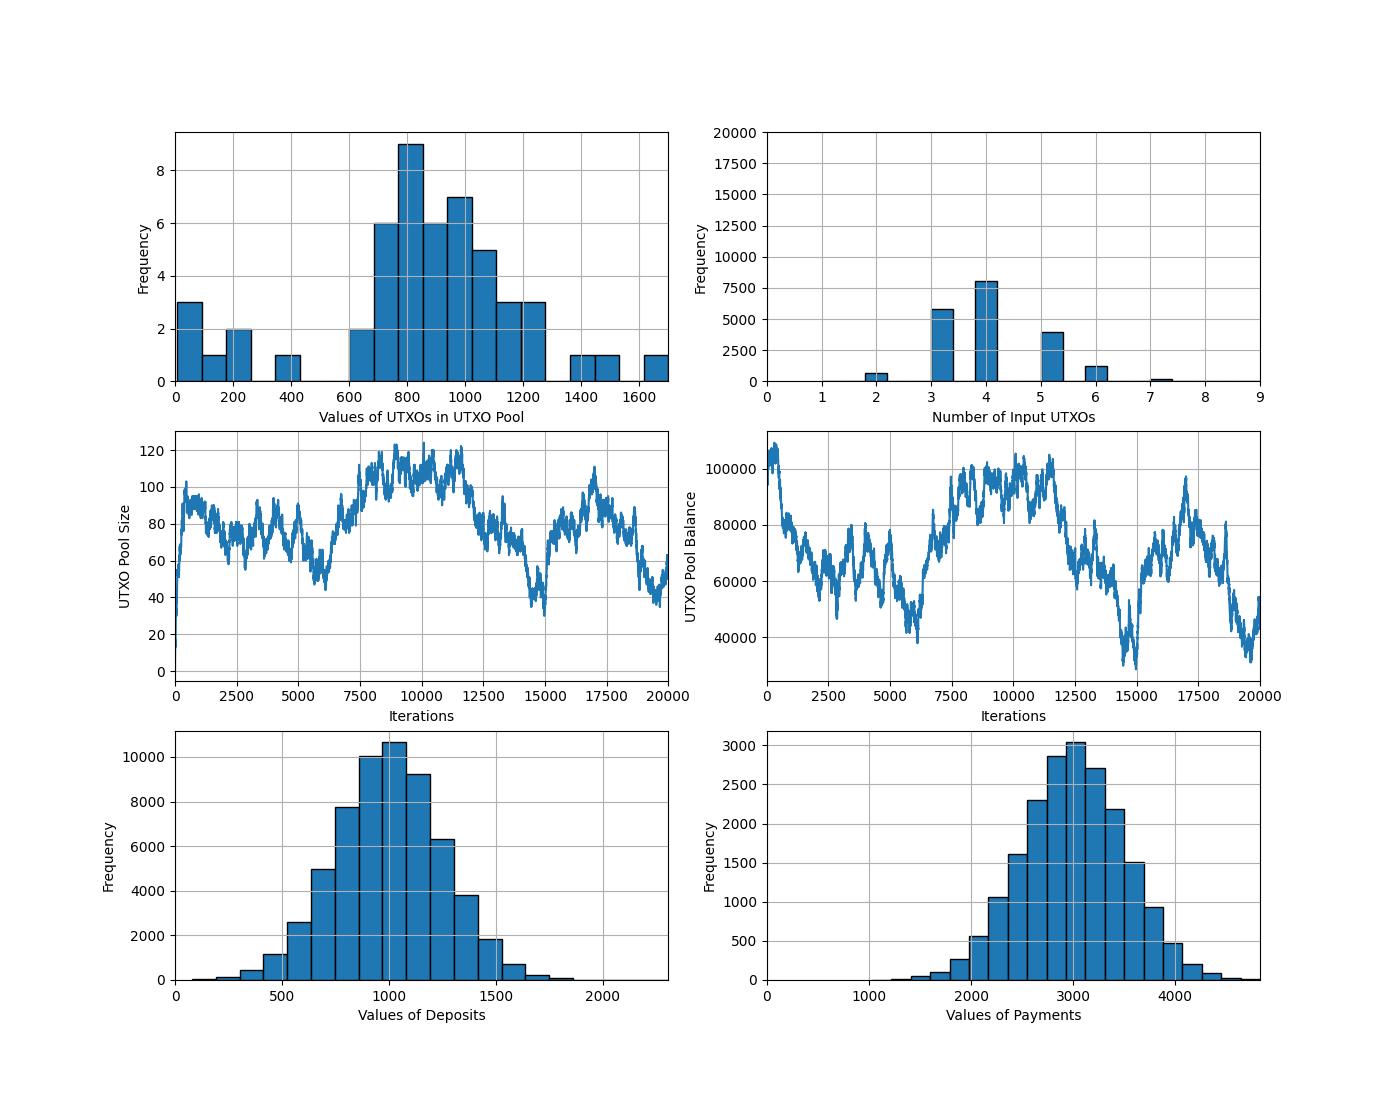 8
6
4
2
0
Frequency
0 200 400 600 800 1000 1200 1400 1600
Values of UTXOs in UTXO Pool
20000
17500
15000
12500
10000
7500
5000
2500
0
Frequency
0 1 2 3 4 5 6 7 8 9
Number of Input UTXOs
120
100
80
60
40
20
0
UTXO Pool Size
0 2500 5000 7500 10000 12500 15000 17500 20000
Iterations
100000
80000
60000
40000
UTXO Pool Balance
0 2500 5000 7500 10000 12500 15000 17500 20000
Iterations
10000
8000
6000
4000
2000
0
Frequency
0 500 1000 1500 2000
Values of Deposits
3000
2500
2000
1500
1000
500
0
Frequency
0 1000 2000 3000 4000
Values of Payments